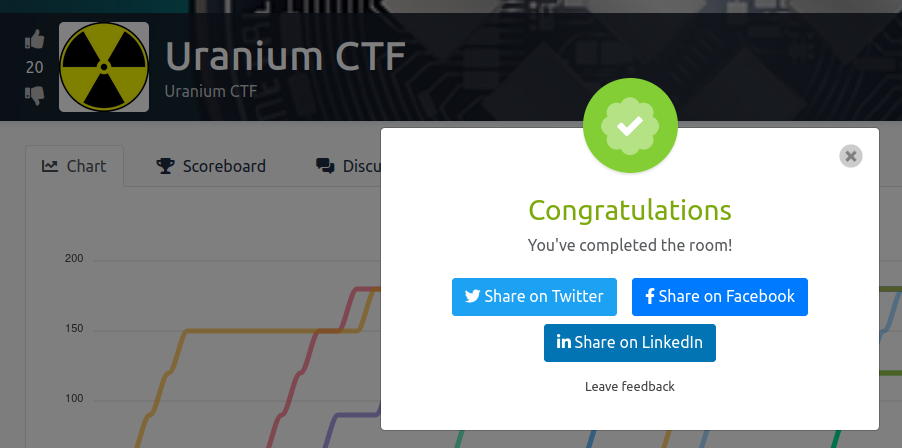 Uranium CTF
20
Uranium CTF
Chart
Scoreboard
Discu
Congratulations
You've completed the room!
Share on Twitter
Share on Facebook
Share on LinkedIn
Leave feedback
200
150
100